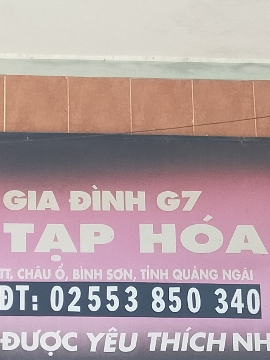 GIA ĐÌNH G7
TẠP HÓA
TT. CHÂU Ổ, BÌNH SƠN, TỈNH QUẢNG NGÃI
ĐT: 02553 850 340
ĐƯỢC YÊU THÍCH NH